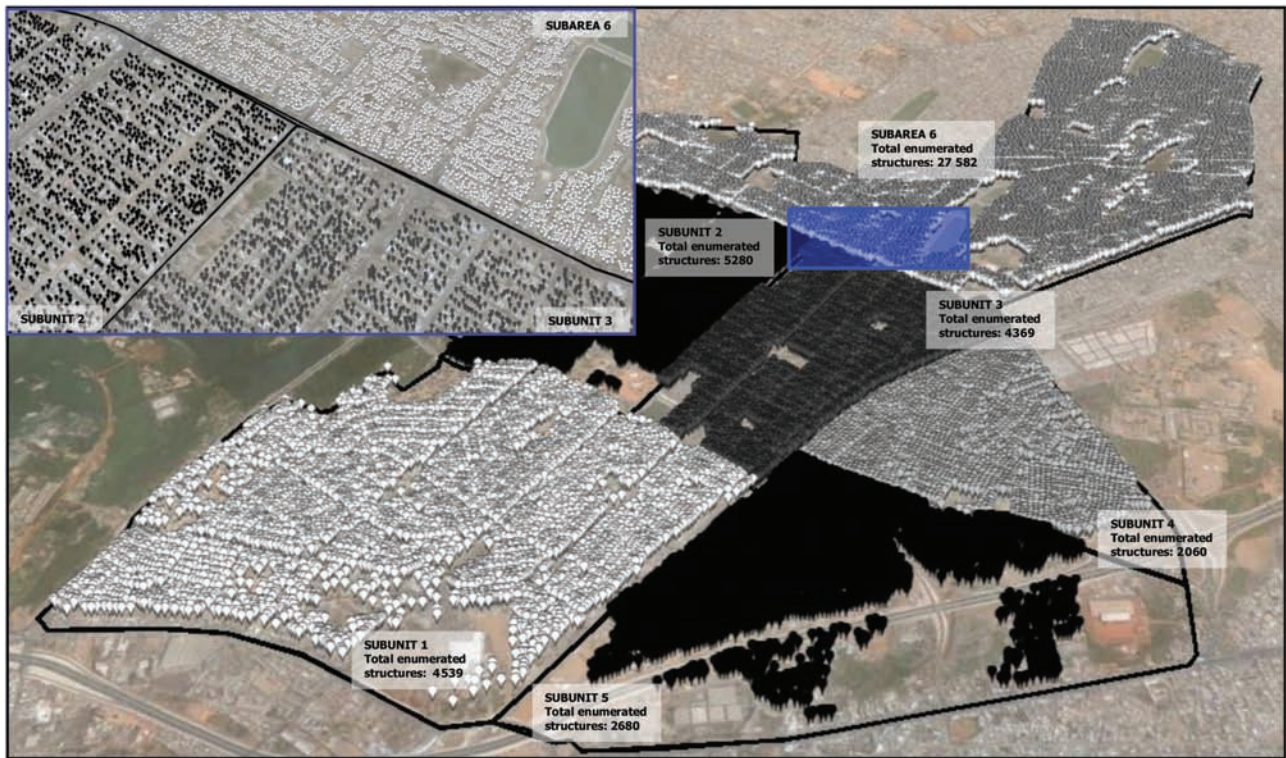 SUBAREA 6
SUBUNIT 2
SUBUNIT 3
SUBAREA 6
Total enumerated
structures: 27 582
SUBUNIT 2
Total enumerated
structures: 5280
SUBUNIT 3
Total enumerated
structures: 4369
SUBUNIT 4
Total enumerated
structures: 2060
SUBUNIT 1
Total enumerated
structures: 4539
SUBUNIT 5
Total enumerated
structures: 2680